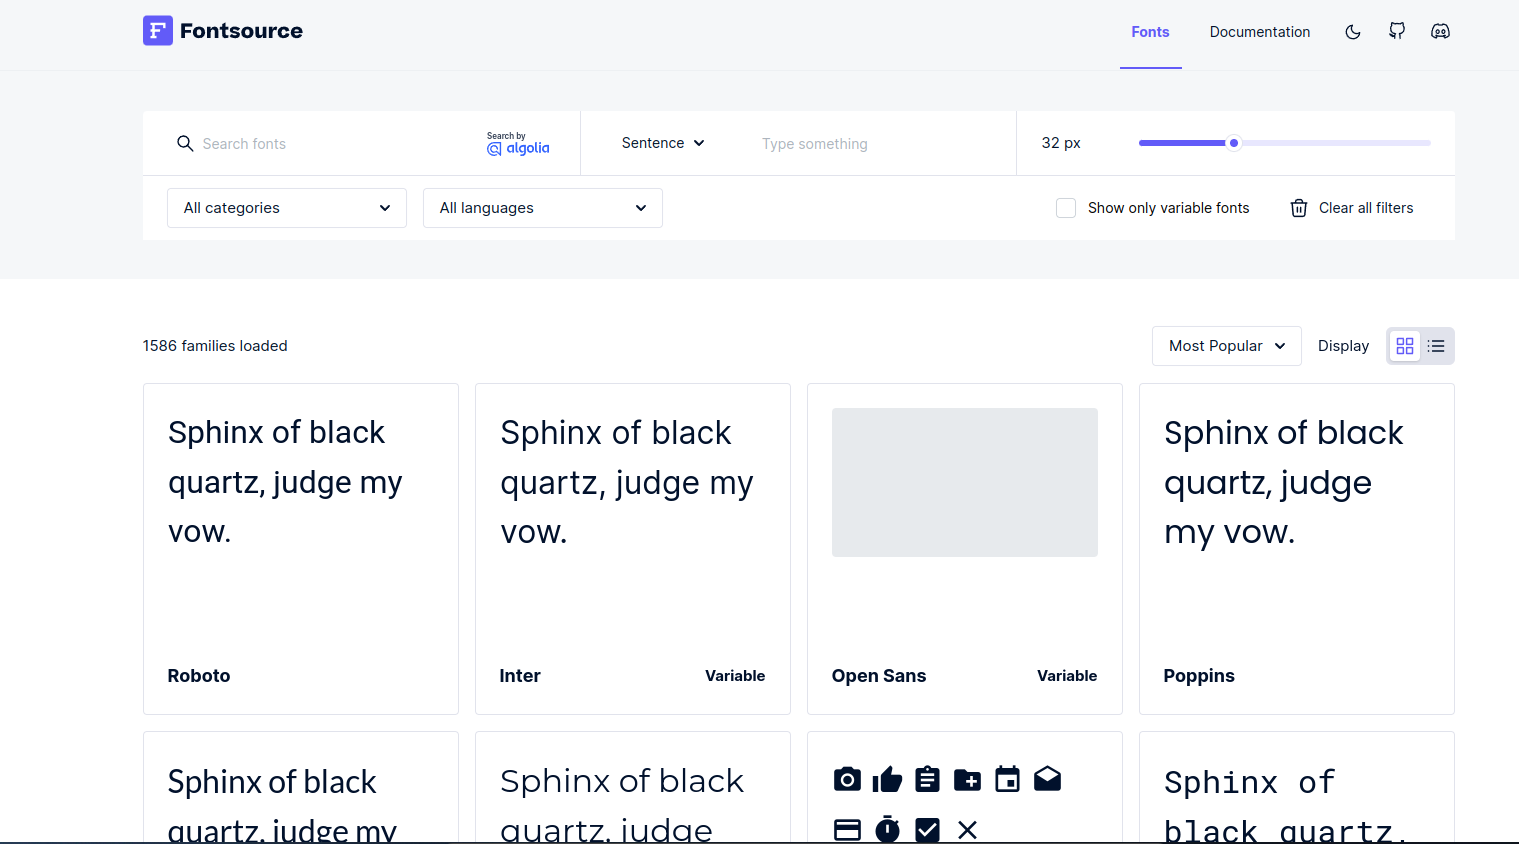 Fontsource
Fonts
Documentation
Search fonts
Search by
algolia
Sentence
Type something
32 px
All categories
All languages
Show only variable fonts
Clear all filters
1586 families loaded
Most Popular
Display
Sphinx of black
quartz, judge my
vow.
Roboto
Sphinx of black
quartz, judge my
vow.
Inter
Variable
Open Sans
Variable
Sphinx of black
quartz, judge
my vow.
Poppins
Sphinx of black
quartz, judge my
Sphinx of black
quartz, judge
Sphinx of
black quartz,